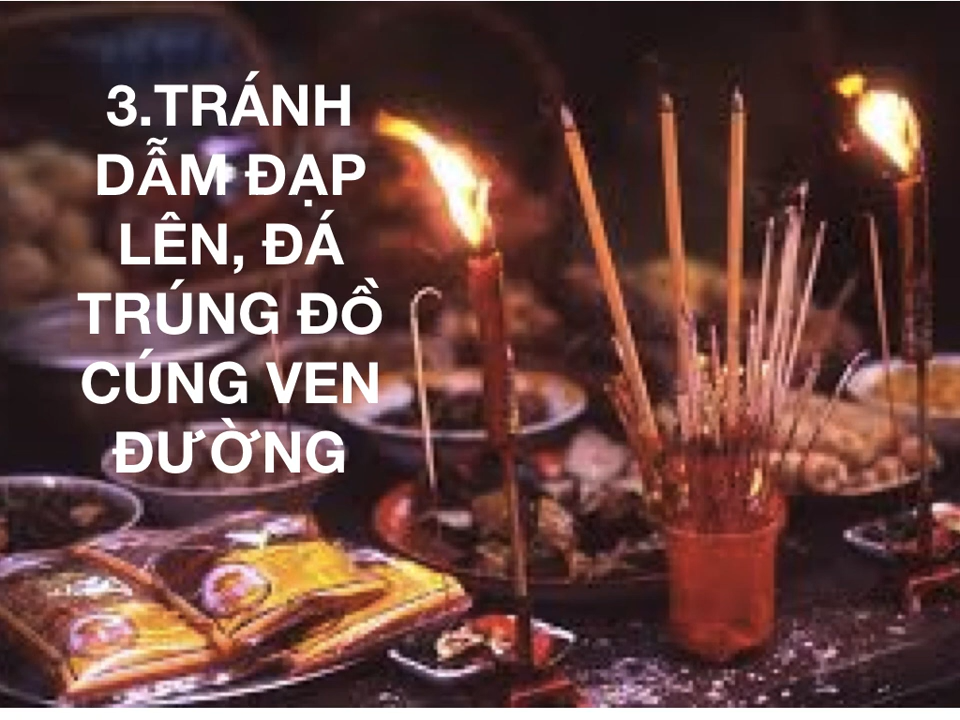 3.TRÁNH
DẪM ĐẠP
LÊN, ĐÁ
TRÚNG ĐỒ
CÚNG VEN
ĐƯỜNG